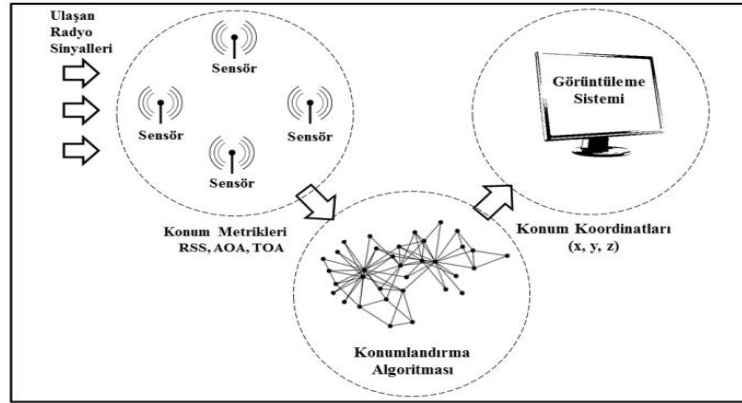 Ulaşan
Radyo
Sinyalleri
Sensör
Sensör
Sensör
Sensör
Görüntüleme
Sistemi
Konum Metrikleri
RSS, AOA, TOA
Konum Koordinatları
(x, y, z)
Konumlandırma
Algoritması